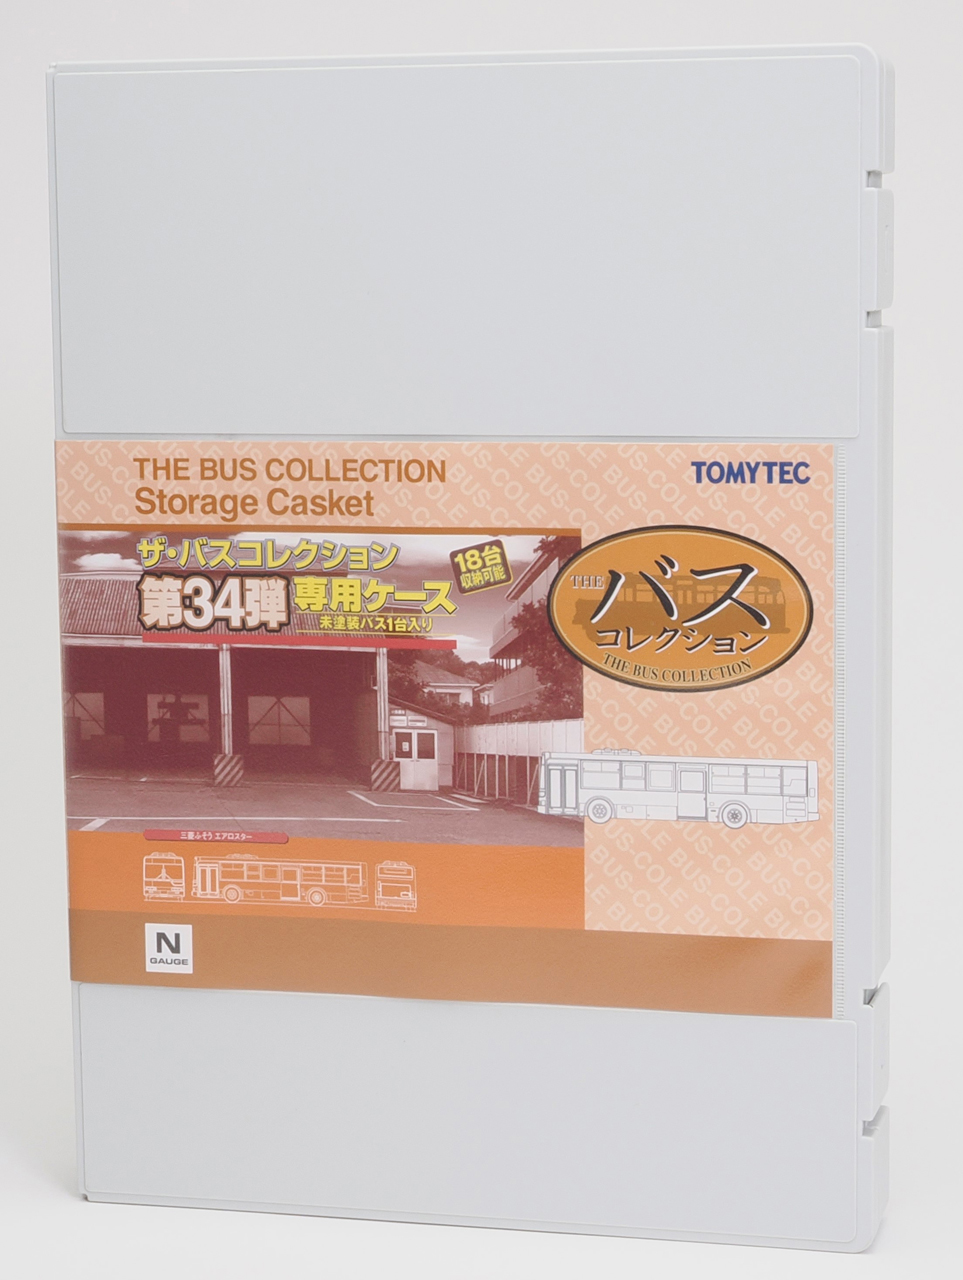 THE BUS COLLECTION
Storage Casket
TOMYTEC
ザ・バスコレクション
第34弾 専用ケース
未塗装バス1台入り
18台
収納可能
THE バス
コレクション
THE BUS COLLECTION
三菱ふそう エアロスター
N
GAUGE